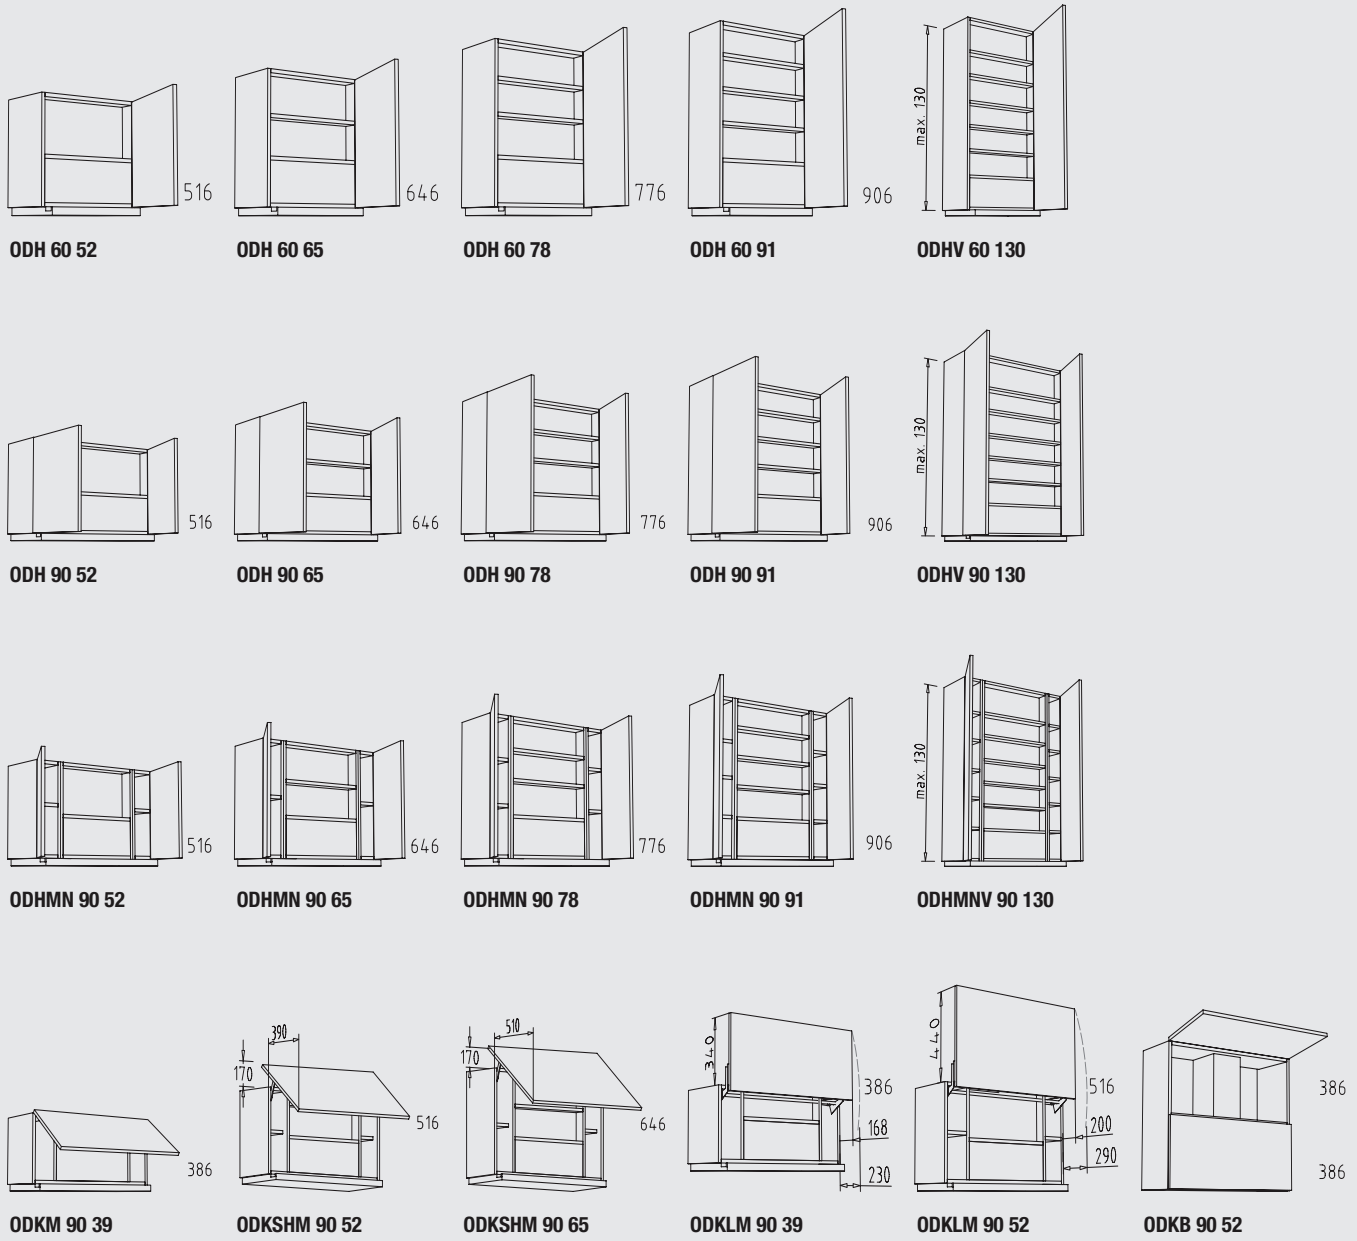 516
646
776
906
max. 130
ODH 60 52
ODH 60 65
ODH 60 78
ODH 60 91
ODHV 60 130
516
646
776
906
max. 130
ODH 90 52
ODH 90 65
ODH 90 78
ODH 90 91
ODHV 90 130
516
646
776
906
max. 130
ODHMN 90 52
ODHMN 90 65
ODHMN 90 78
ODHMN 90 91
ODHMNV 90 130
386
390
170
516
510
170
646
340
386
168
230
440
516
200
290
386
386
ODKM 90 39
ODKSHM 90 52
ODKSHM 90 65
ODKLM 90 39
ODKLM 90 52
ODKB 90 52